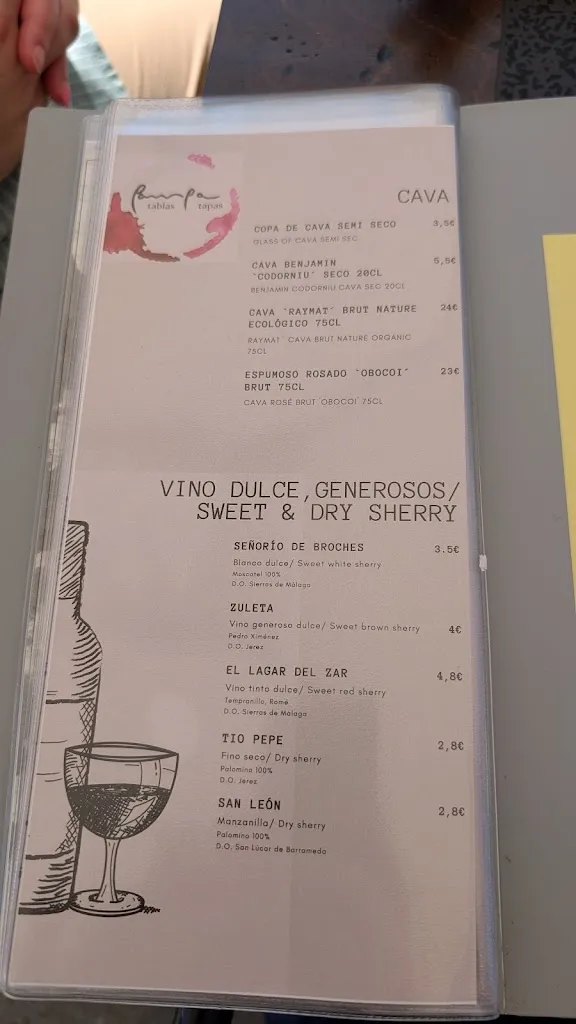 Pampa
tablas tapas
CAVA
COPA DE CAVA SEMI SECO 3,5€
GLASS OF CAVA SEMI SEC
CAVA BENJAMIN
`CODORNIU´ SECO 20CL 5,5€
BENJAMIN CODORNIU CAVA SEC 20CL
CAVA `RAYMAT´ BRUT NATURE 24€
ECOLÓGICO 75CL
RAYMAT´ CAVA BRUT NATURE ORGANIC
75CL
ESPUMOSO ROSADO `OBOCOI´ 23€
BRUT 75CL
CAVA ROSÉ BRUT `OBOCOI´ 75CL
VINO DULCE,GENEROSOS/
SWEET & DRY SHERRY
SEÑORÍO DE BROCHES 3.5€
Blanco dulce/ Sweet white sherry
Moscatel 100%
D.O. Sierras de Málaga
ZULETA
Vino generoso dulce/ Sweet brown sherry 4€
Pedro Ximénez
D.O. Jerez
EL LAGAR DEL ZAR 4,8€
Vino tinto dulce/ Sweet red sherry
Tempranillo, Romé
D.O. Sierras de Malaga
TIO PEPE 2,8€
Fino seco/ Dry sherry
Palomino 100%
D.O. Jerez
SAN LEÓN 2,8€
Manzanilla/ Dry sherry
Palomino 100%
D.O. San Lucar de Barrameda